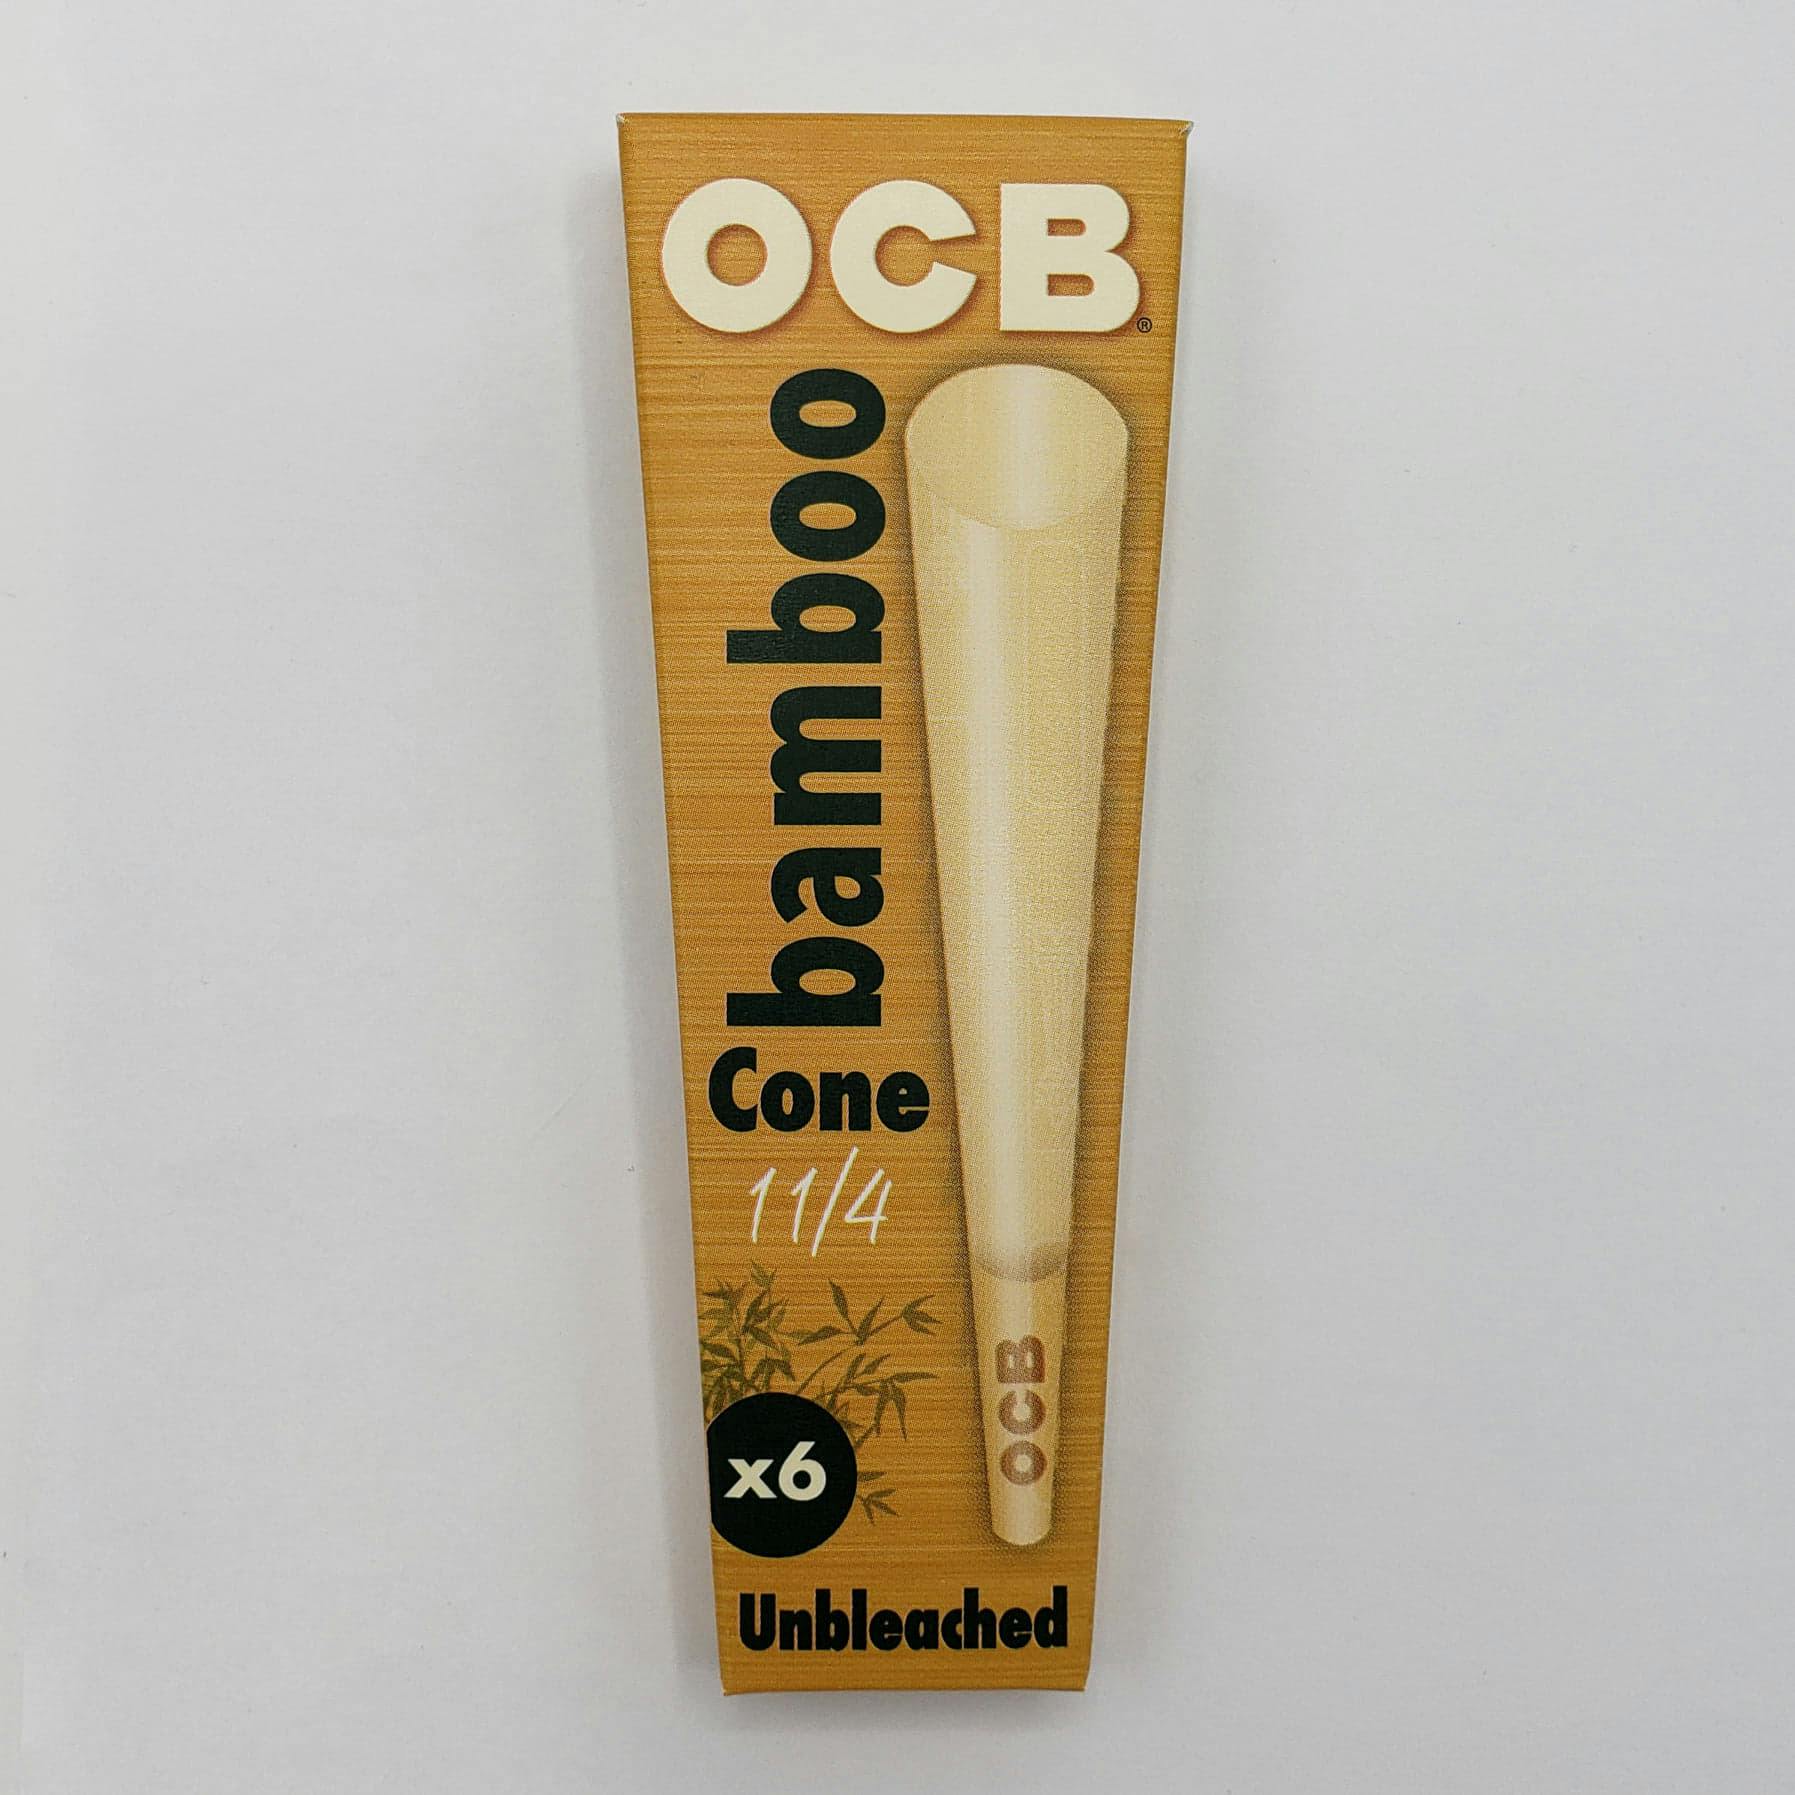 OCB®
bamboo
Cone
1 1/4
OCB
x6
Unbleached